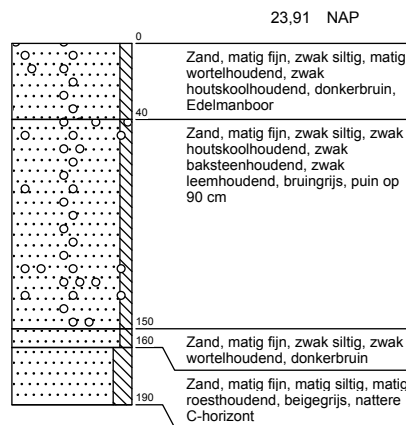 23,91 NAP
0
Zand, matig fijn, zwak siltig, matig
wortelhoudend, zwak
houtskoolhoudend, donkerbruin,
Edelmanboor
40
Zand, matig fijn, zwak siltig, zwak
houtskoolhoudend, zwak
baksteenhoudend, zwak
leemhoudend, bruingrijs, puin op
90 cm
150
Zand, matig fijn, zwak siltig, zwak
wortelhoudend, donkerbruin
160
Zand, matig fijn, matig siltig, matig
roesthoudend, beigegrijs, nattere
C-horizont
190